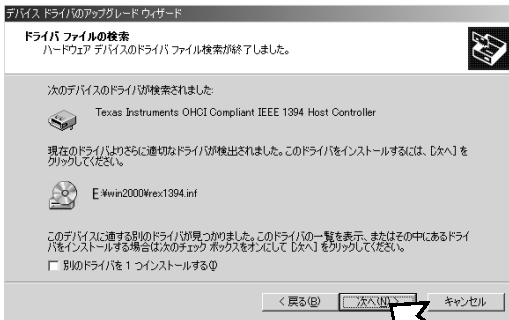 デバイス ドライバのアップグレード ウィザード
ドライバ ファイルの検索
ハードウェア デバイスのドライバ ファイル検索が終了しました。
次のデバイスのドライバが検索されました:
Texas Instruments OHCI Compliant IEEE 1394 Host Controller
現在のドライバよりさらに適切なドライバが検出されました。このドライバをインストールするには、[次へ] を
クリックしてください。
E:¥win2000¥rex1394.inf
このデバイスに適する別のドライバが見つかりました。このドライバの一覧を表示、またはその中にあるドライ
バをインストールする場合は次のチェック ボックスをオンにして [次へ] をクリックしてください。
別のドライバを 1 つインストールする(I)
< 戻る(B)
次へ(N) >
キャンセル